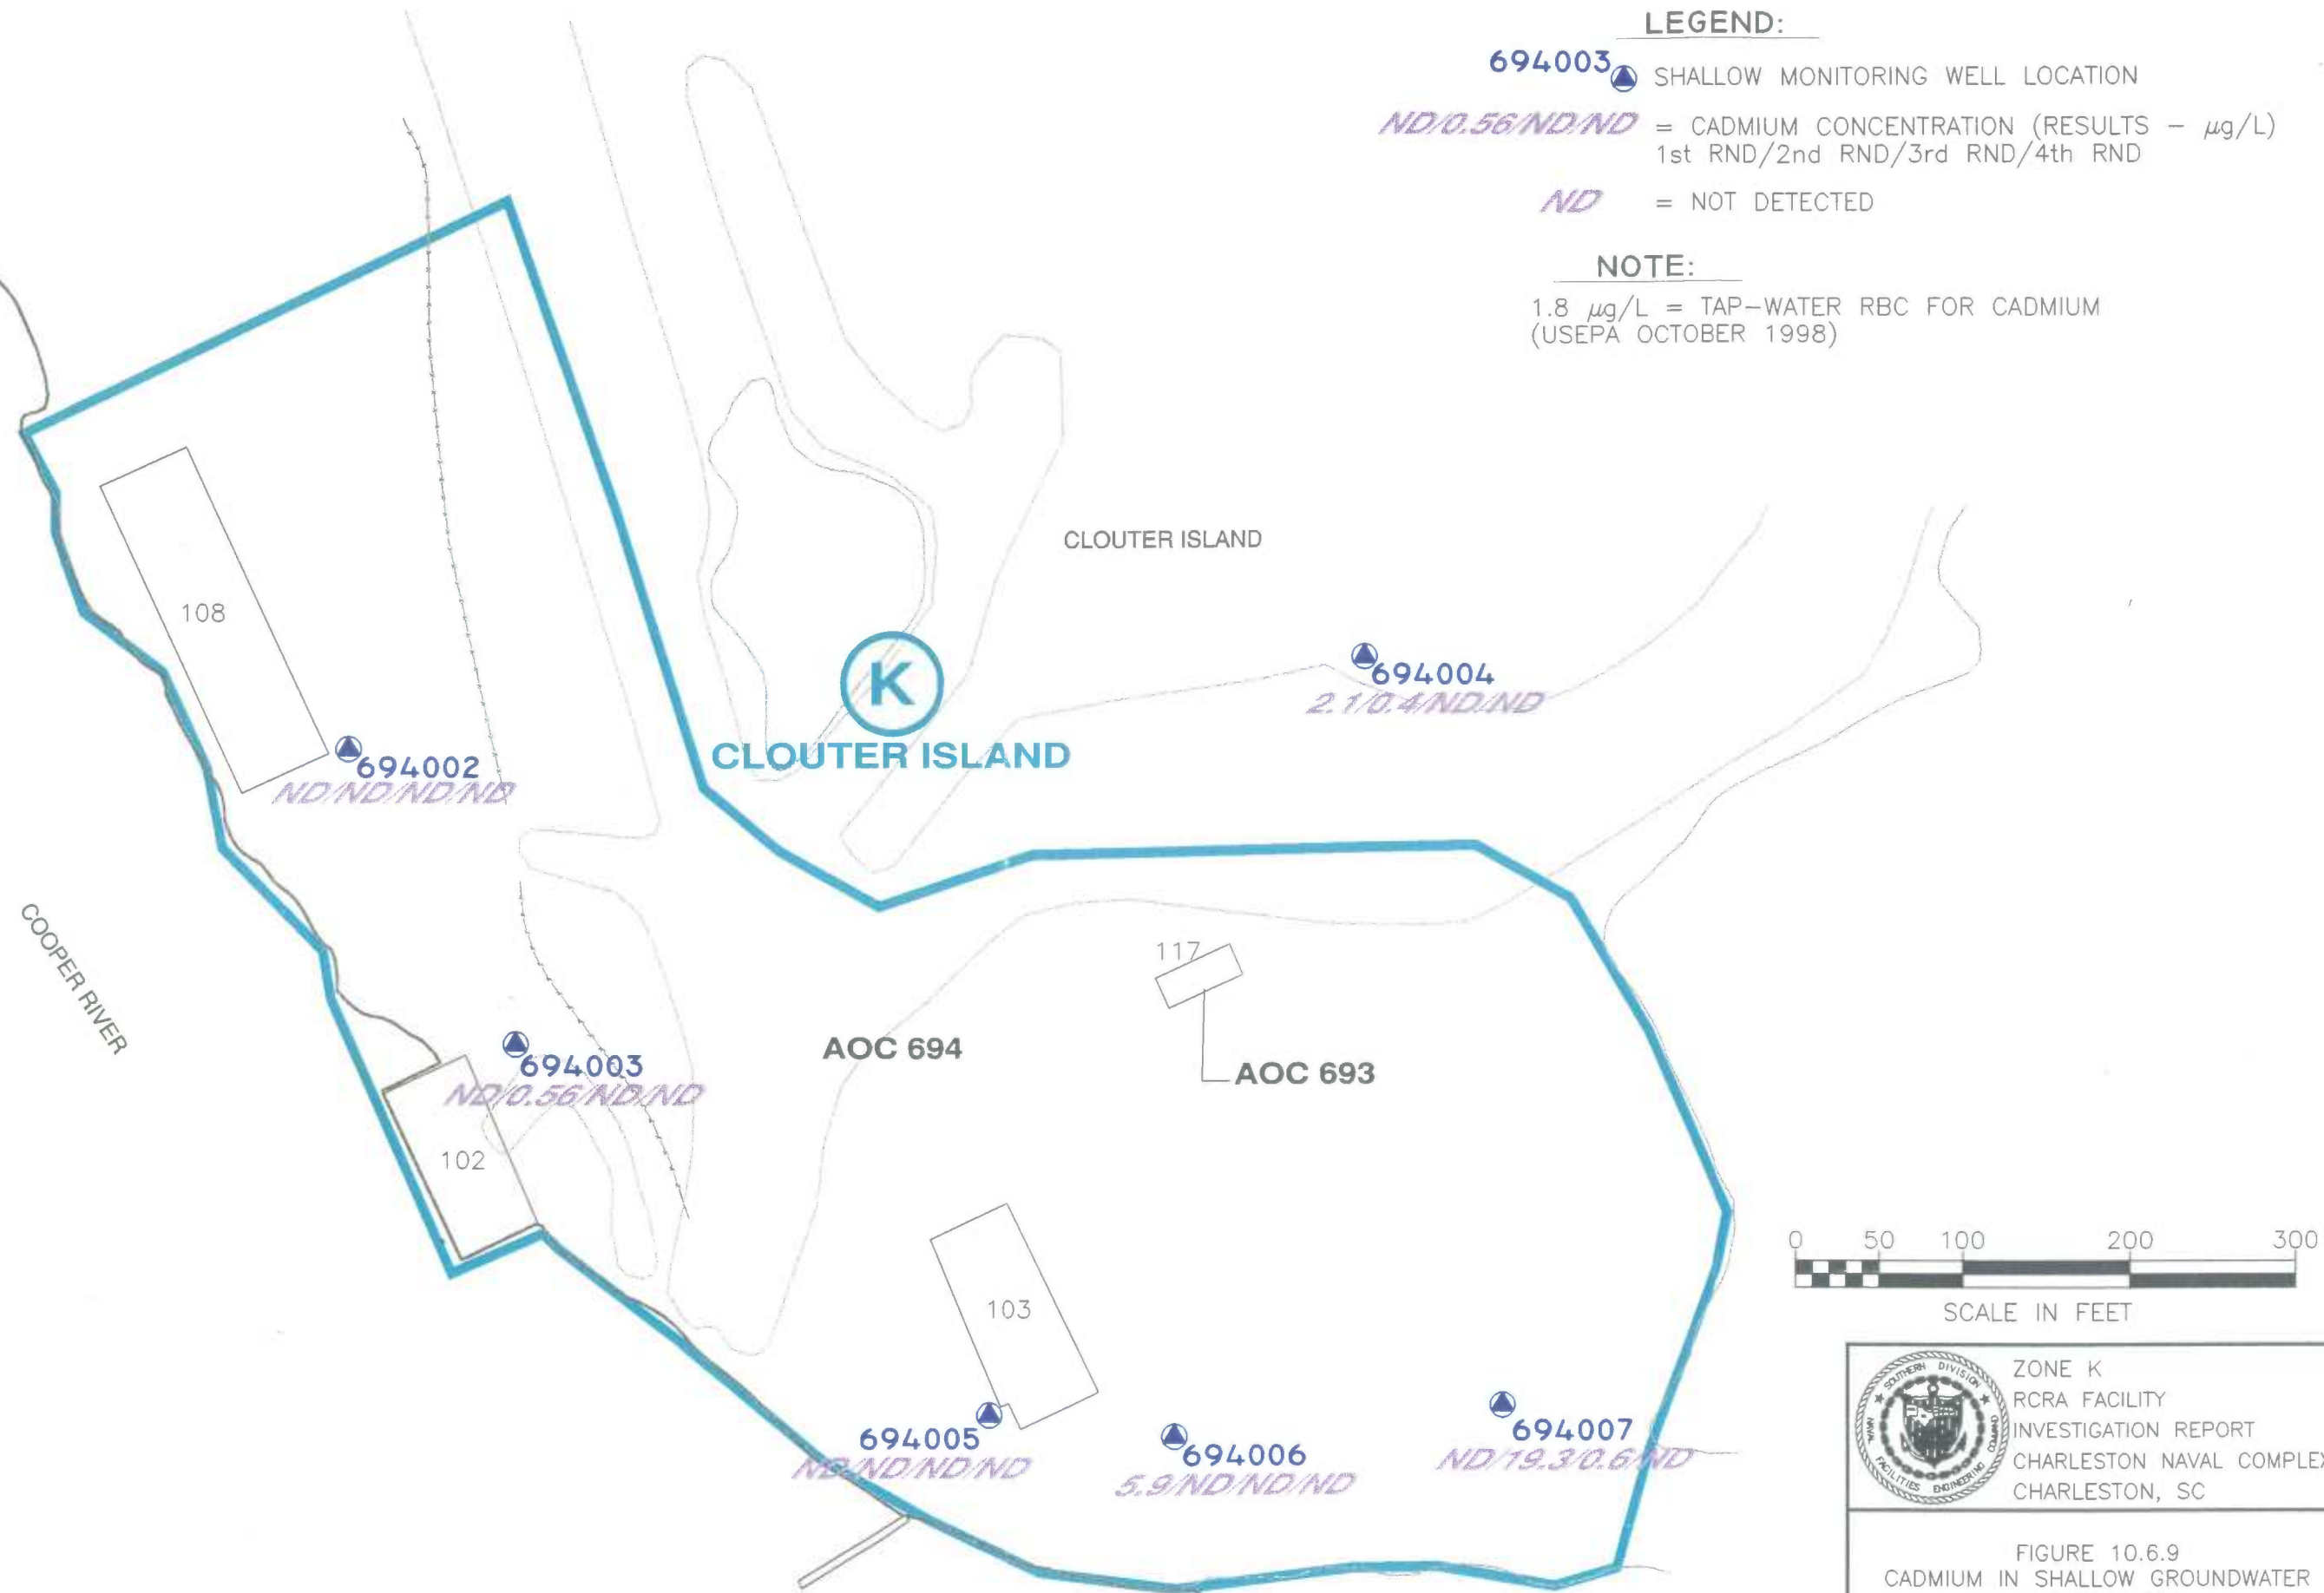 LEGEND:
694003 SHALLOW MONITORING WELL LOCATION
ND/0.56/ND/ND = CADMIUM CONCENTRATION (RESULTS – µg/L)
1st RND/2nd RND/3rd RND/4th RND
ND = NOT DETECTED
NOTE:
1.8 µg/L = TAP–WATER RBC FOR CADMIUM
(USEPA OCTOBER 1998)
CLOUTER ISLAND
108
K
CLOUTER ISLAND
694004
2.1/0.4/ND/ND
694002
ND/ND/ND/ND
COOPER RIVER
117
AOC 694
AOC 693
694003
ND/0.56/ND/ND
102
103
694005
ND/ND/ND/ND
694006
5.9/ND/ND/ND
694007
ND/19.3/0.6/ND
0 50 100 200 300
SCALE IN FEET
SOUTHERN DIVISION
NAVAL FACILITIES ENGINEERING COMMAND
ZONE K
RCRA FACILITY
INVESTIGATION REPORT
CHARLESTON NAVAL COMPLEX
CHARLESTON, SC
FIGURE 10.6.9
CADMIUM IN SHALLOW GROUNDWATER